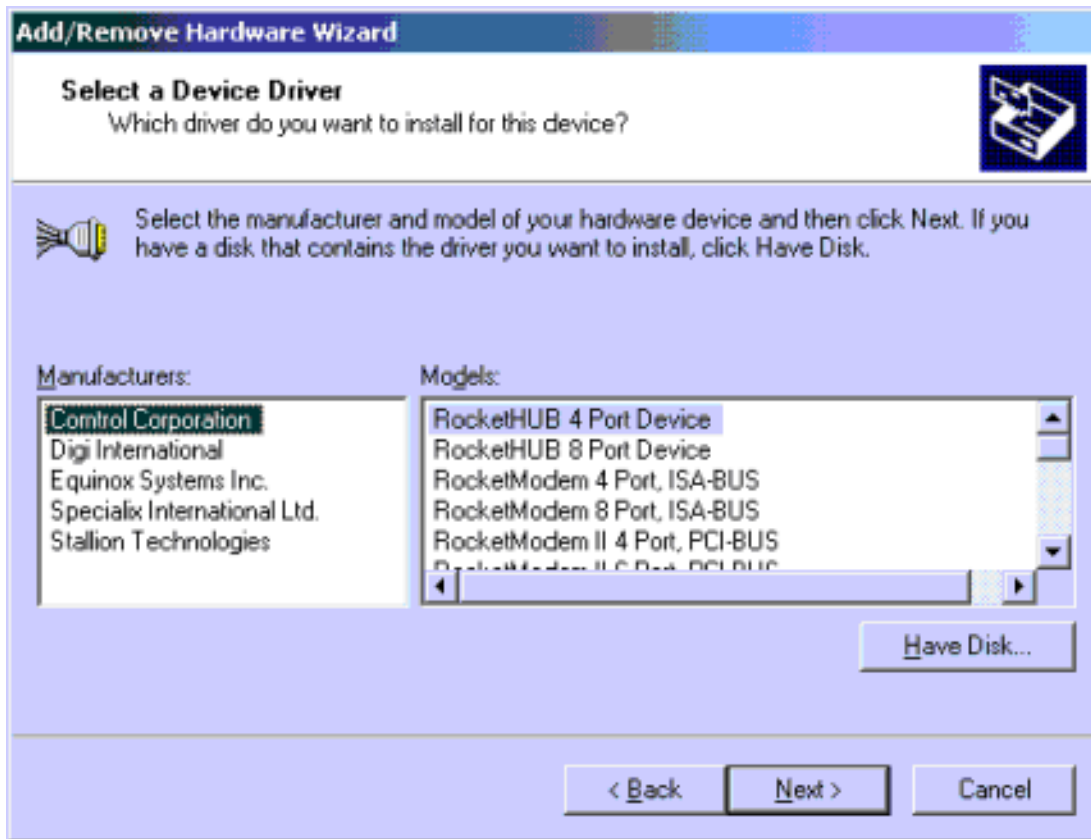 Add/Remove Hardware Wizard
Select a Device Driver
Which driver do you want to install for this device?
Select the manufacturer and model of your hardware device and then click Next. If you
have a disk that contains the driver you want to install, click Have Disk.
Manufacturers:
Comtrol Corporation
Digi International
Equinox Systems Inc.
Specialix International Ltd.
Stallion Technologies
Models:
RocketHUB 4 Port Device
RocketHUB 8 Port Device
RocketModem 4 Port, ISA-BUS
RocketModem 8 Port, ISA-BUS
RocketModem II 4 Port, PCI-BUS
Have Disk...
< Back
Next >
Cancel